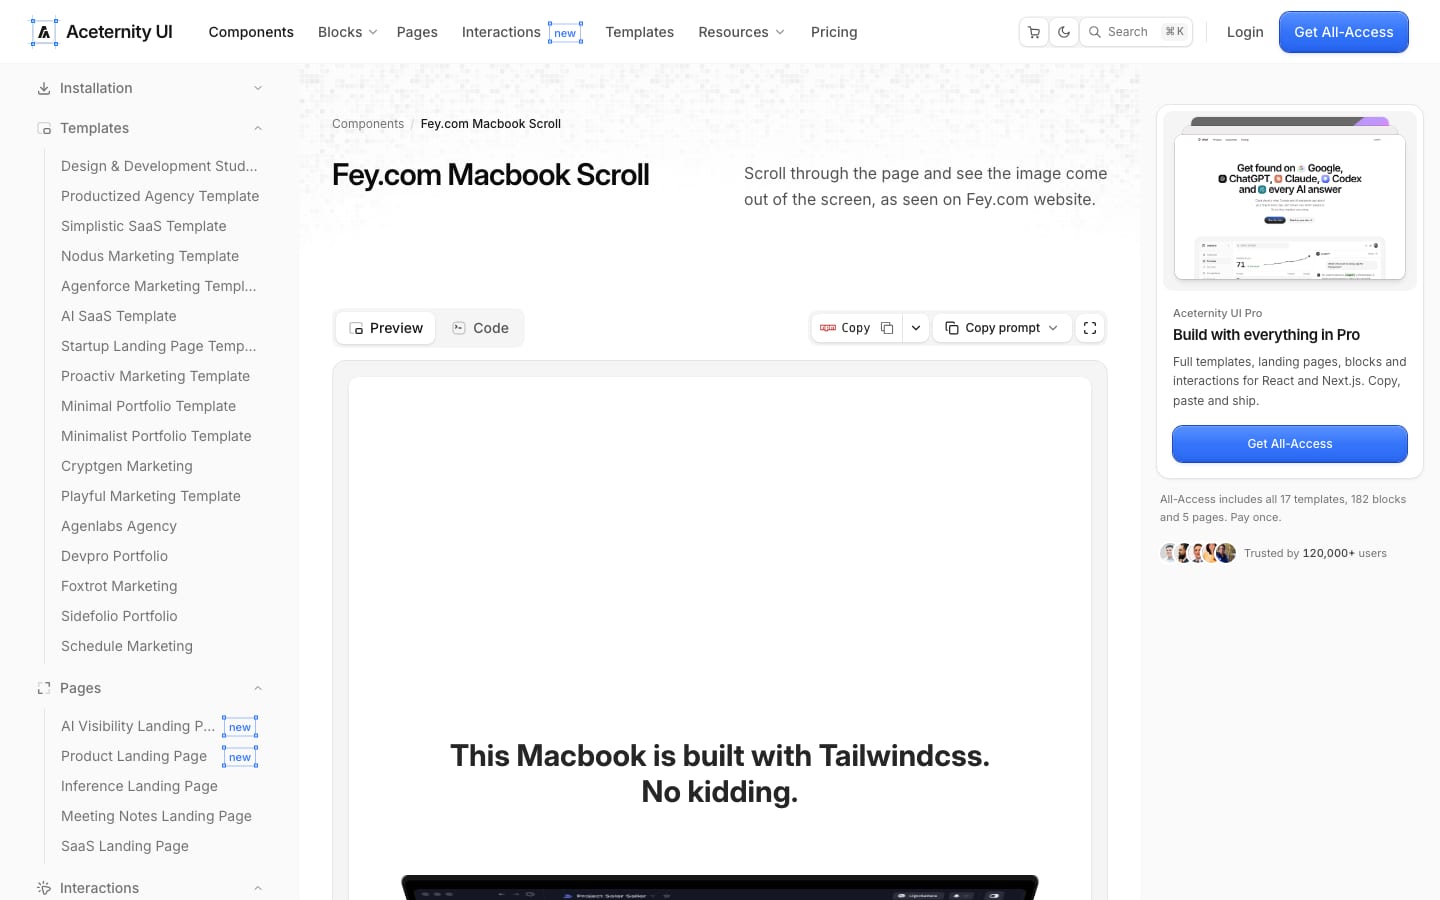 Aceternity UI
Components
Blocks
Pages
Interactions new
Templates
Resources
Pricing
Search ⌘K
Login
Get All-Access
Installation
Templates
Design & Development Stud...
Productized Agency Template
Simplistic SaaS Template
Nodus Marketing Template
Agenforce Marketing Templ...
AI SaaS Template
Startup Landing Page Temp...
Proactiv Marketing Template
Minimal Portfolio Template
Minimalist Portfolio Template
Cryptgen Marketing
Playful Marketing Template
Agenlabs Agency
Devpro Portfolio
Foxtrot Marketing
Sidefolio Portfolio
Schedule Marketing
Pages
AI Visibility Landing P... new
Product Landing Page new
Inference Landing Page
Meeting Notes Landing Page
SaaS Landing Page
Interactions
Components / Fey.com Macbook Scroll
Fey.com Macbook Scroll
Scroll through the page and see the image come
out of the screen, as seen on Fey.com website.
Preview
Code
Copy
Copy prompt
This Macbook is built with Tailwindcss.
No kidding.
Project Solar Sailor
Updates
Get found on Google,
ChatGPT, Claude, Codex
and every AI answer
71
Aceternity UI Pro
Build with everything in Pro
Full templates, landing pages, blocks and
interactions for React and Next.js. Copy,
paste and ship.
Get All-Access
All-Access includes all 17 templates, 182 blocks
and 5 pages. Pay once.
Trusted by 120,000+ users